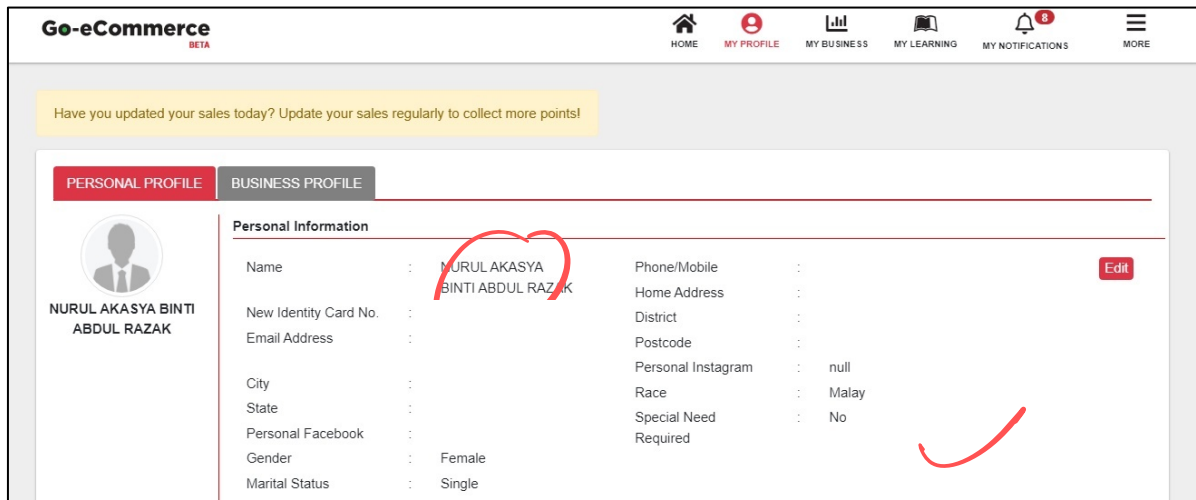 Go-eCommerce
BETA
HOME
MY PROFILE
MY BUSINESS
MY LEARNING
8
MY NOTIFICATIONS
MORE
Have you updated your sales today? Update your sales regularly to collect more points!
PERSONAL PROFILE
BUSINESS PROFILE
NURUL AKASYA BINTI
ABDUL RAZAK
Personal Information
Name : NURUL AKASYA
BINTI ABDUL RAZAK
New Identity Card No. :
Email Address :
City :
State :
Personal Facebook :
Gender : Female
Marital Status : Single
Phone/Mobile :
Home Address :
District :
Postcode :
Personal Instagram : null
Race : Malay
Special Need : No
Required
Edit